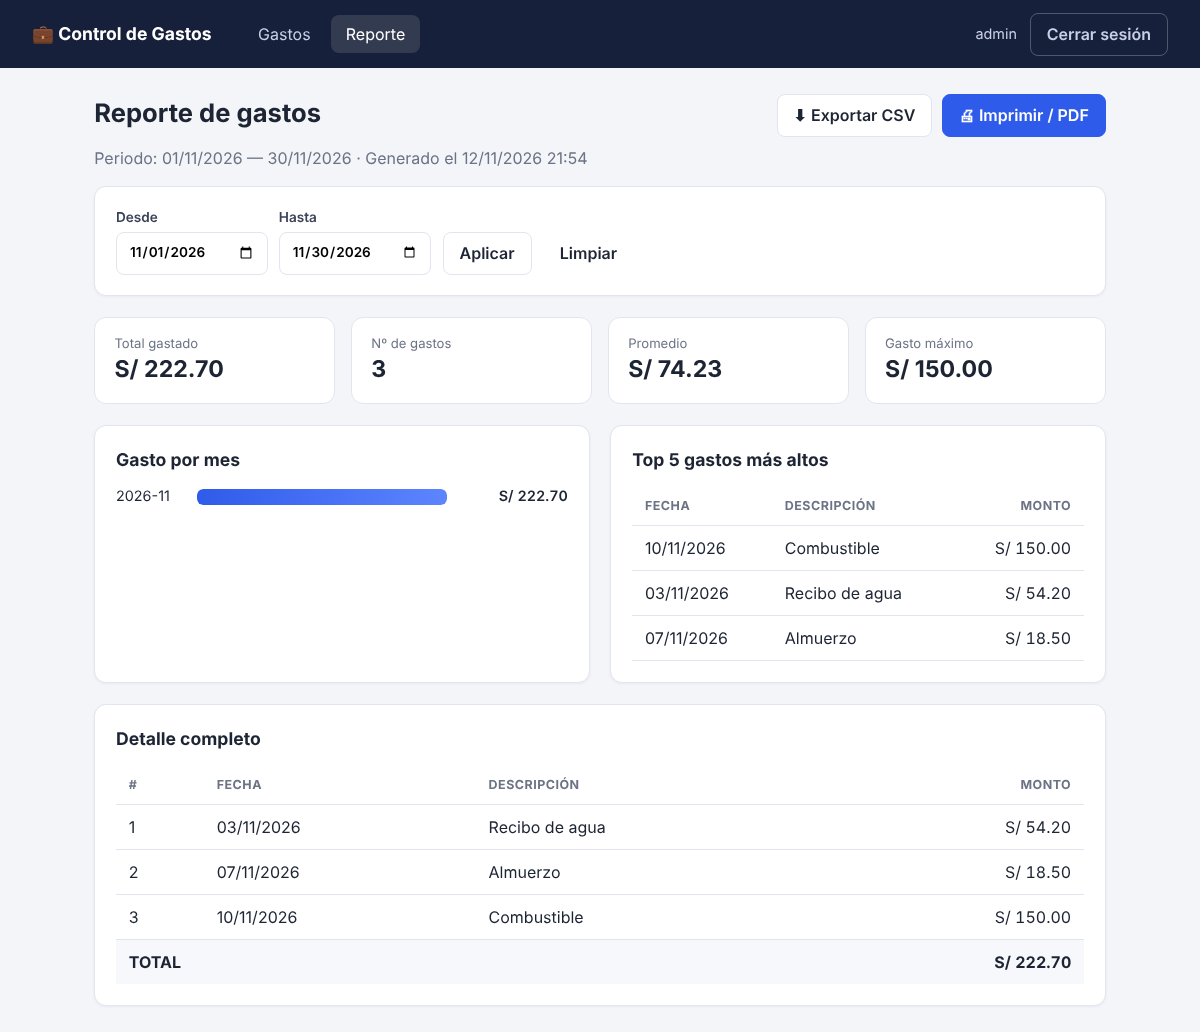 Control de Gastos Gastos Reporte admin Cerrar sesión
Reporte de gastos Exportar CSV Imprimir / PDF
Periodo: 01/11/2026 — 30/11/2026 · Generado el 12/11/2026 21:54
Desde Hasta
11/01/2026 11/30/2026 Aplicar Limpiar
Total gastado Nº de gastos Promedio Gasto máximo
S/ 222.70 3 S/ 74.23 S/ 150.00
Gasto por mes
2026-11 S/ 222.70
Top 5 gastos más altos
FECHA DESCRIPCIÓN MONTO
10/11/2026 Combustible S/ 150.00
03/11/2026 Recibo de agua S/ 54.20
07/11/2026 Almuerzo S/ 18.50
Detalle completo
# FECHA DESCRIPCIÓN MONTO
1 03/11/2026 Recibo de agua S/ 54.20
2 07/11/2026 Almuerzo S/ 18.50
3 10/11/2026 Combustible S/ 150.00
TOTAL S/ 222.70